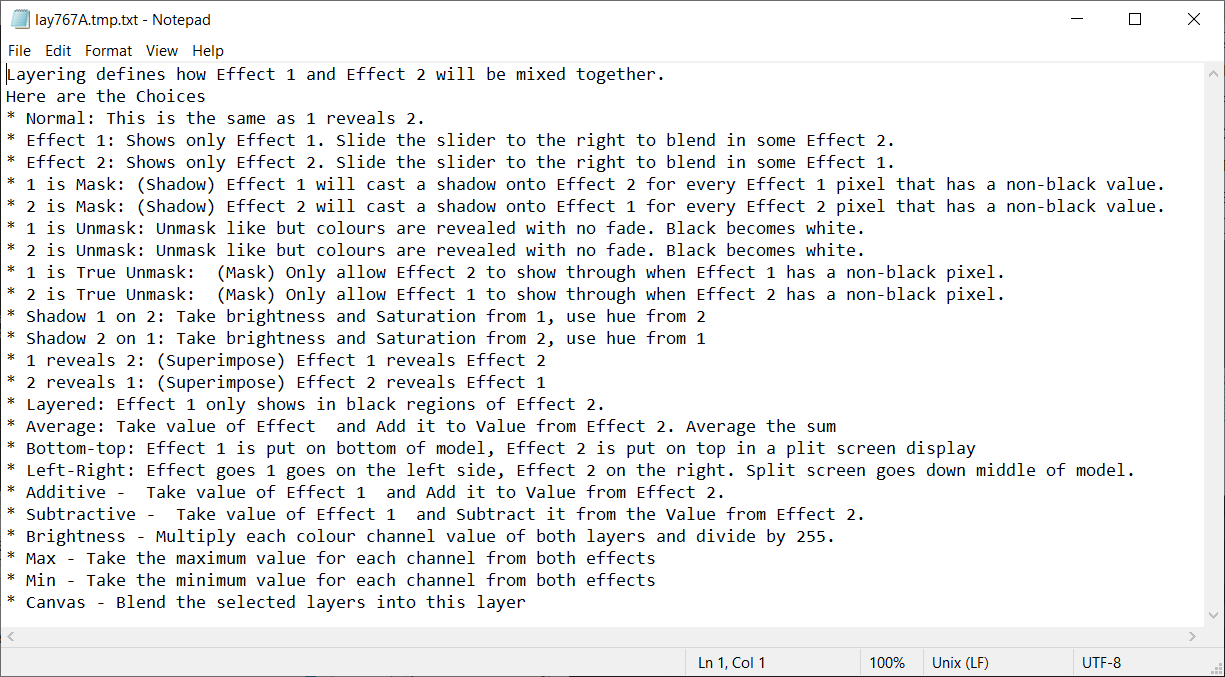 lay767A.tmp.txt - Notepad
File Edit Format View Help
Layering defines how Effect 1 and Effect 2 will be mixed together.
Here are the Choices
* Normal: This is the same as 1 reveals 2.
* Effect 1: Shows only Effect 1. Slide the slider to the right to blend in some Effect 2.
* Effect 2: Shows only Effect 2. Slide the slider to the right to blend in some Effect 1.
* 1 is Mask: (Shadow) Effect 1 will cast a shadow onto Effect 2 for every Effect 1 pixel that has a non-black value.
* 2 is Mask: (Shadow) Effect 2 will cast a shadow onto Effect 1 for every Effect 2 pixel that has a non-black value.
* 1 is Unmask: Unmask like but colours are revealed with no fade. Black becomes white.
* 2 is Unmask: Unmask like but colours are revealed with no fade. Black becomes white.
* 1 is True Unmask:  (Mask) Only allow Effect 2 to show through when Effect 1 has a non-black pixel.
* 2 is True Unmask:  (Mask) Only allow Effect 1 to show through when Effect 2 has a non-black pixel.
* Shadow 1 on 2: Take brightness and Saturation from 1, use hue from 2
* Shadow 2 on 1: Take brightness and Saturation from 2, use hue from 1
* 1 reveals 2: (Superimpose) Effect 1 reveals Effect 2
* 2 reveals 1: (Superimpose) Effect 2 reveals Effect 1
* Layered: Effect 1 only shows in black regions of Effect 2.
* Average: Take value of Effect  and Add it to Value from Effect 2. Average the sum
* Bottom-top: Effect 1 is put on bottom of model, Effect 2 is put on top in a plit screen display
* Left-Right: Effect goes 1 goes on the left side, Effect 2 on the right. Split screen goes down middle of model.
* Additive -  Take value of Effect 1  and Add it to Value from Effect 2.
* Subtractive -  Take value of Effect 1  and Subtract it from the Value from Effect 2.
* Brightness - Multiply each colour channel value of both layers and divide by 255.
* Max - Take the maximum value for each channel from both effects
* Min - Take the minimum value for each channel from both effects
* Canvas - Blend the selected layers into this layer
Ln 1, Col 1 100% Unix (LF) UTF-8